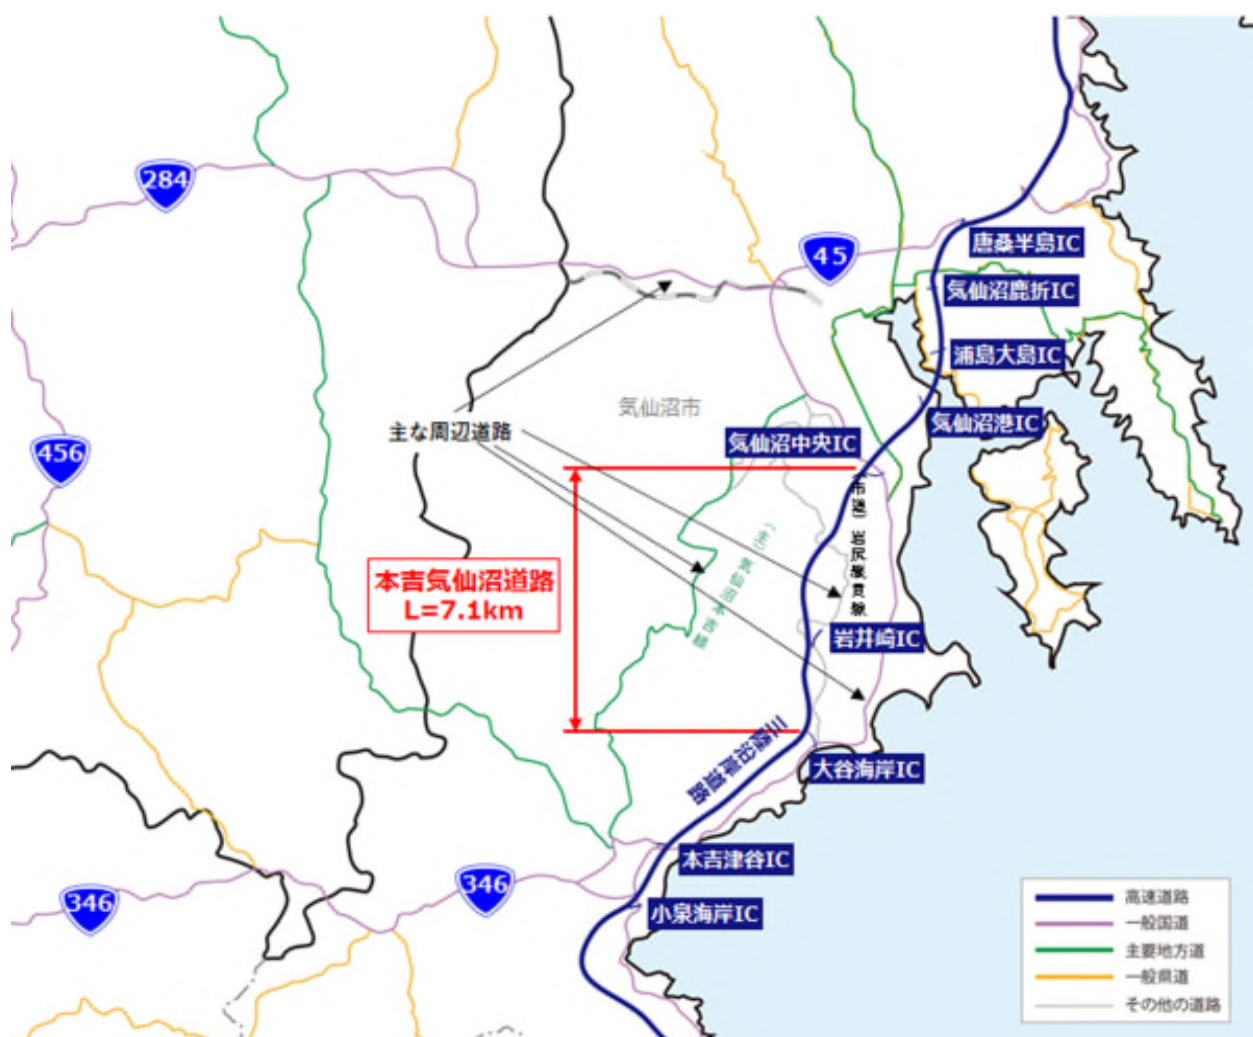 284
45
唐桑半島IC
気仙沼鹿折IC
浦島大島IC
気仙沼市
気仙沼港IC
主な周辺道路
気仙沼中央IC
456
(市道) 岩尻塚貫線
(主) 気仙沼本吉線
本吉気仙沼道路
L=7.1km
岩井崎IC
三陸沿岸道路
大谷海岸IC
本吉津谷IC
346
346
小泉海岸IC
高速道路
一般国道
主要地方道
一般県道
その他の道路